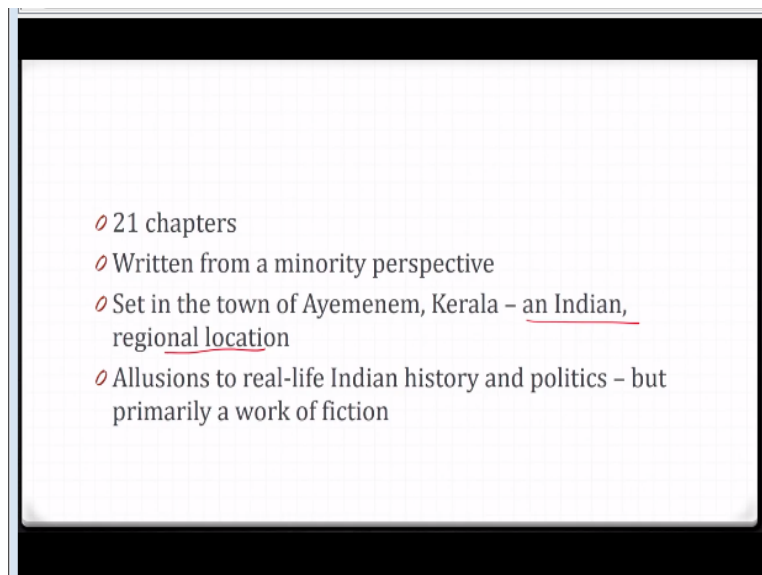 21 chapters
Written from a minority perspective
Set in the town of Ayemenem, Kerala – an Indian,
regional location
Allusions to real-life Indian history and politics – but
primarily a work of fiction